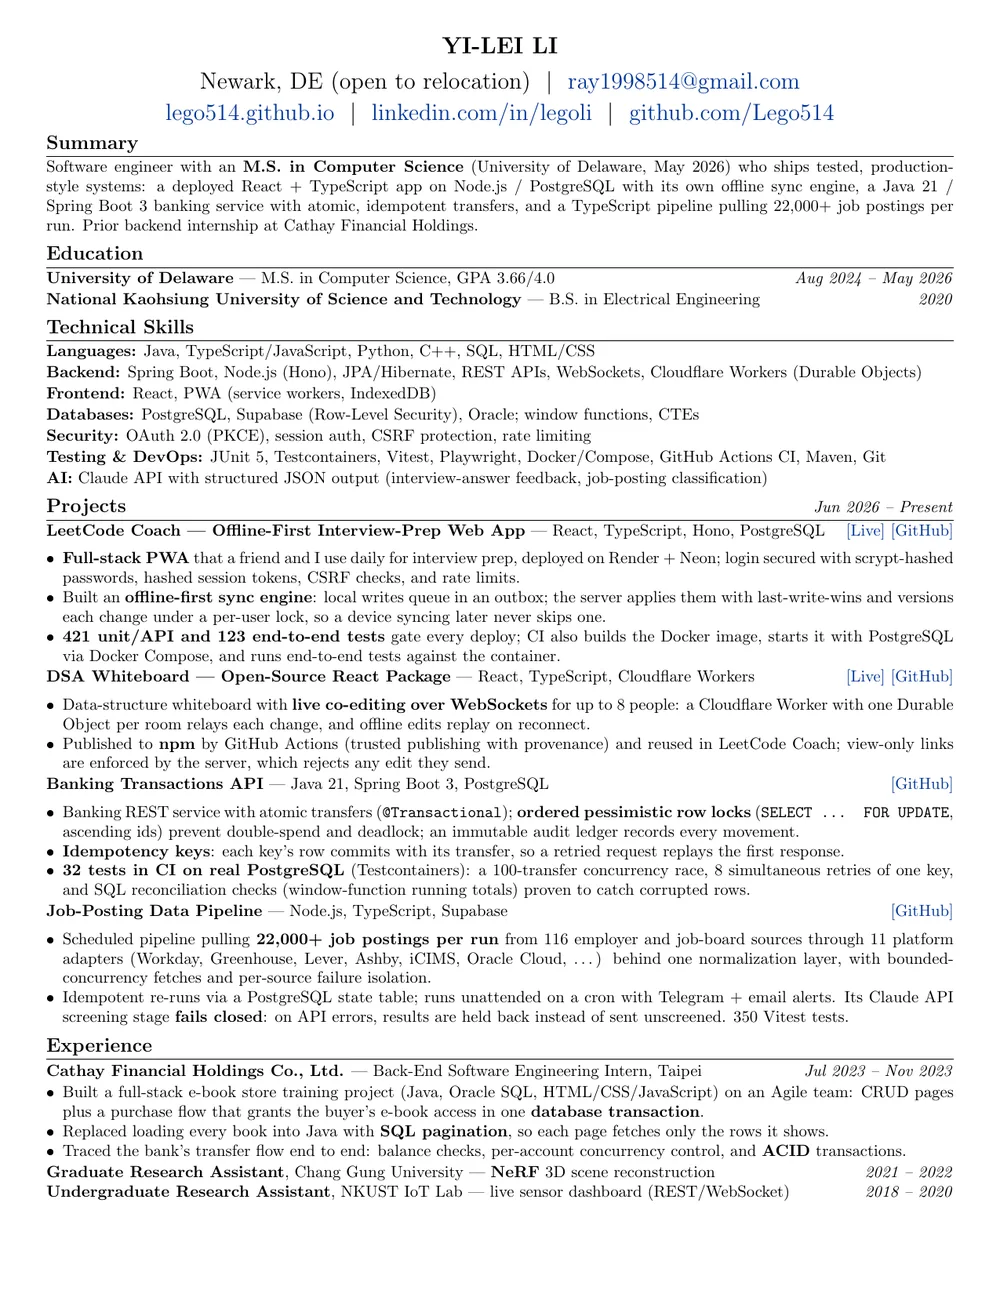 YI-LEI LI
Newark, DE (open to relocation) | ray1998514@gmail.com
lego514.github.io | linkedin.com/in/legoli | github.com/Lego514
Summary
Software engineer with an M.S. in Computer Science (University of Delaware, May 2026) who ships tested, production-
style systems: a deployed React + TypeScript app on Node.js / PostgreSQL with its own offline sync engine, a Java 21 /
Spring Boot 3 banking service with atomic, idempotent transfers, and a TypeScript pipeline pulling 22,000+ job postings per
run. Prior backend internship at Cathay Financial Holdings.
Education
University of Delaware — M.S. in Computer Science, GPA 3.66/4.0 Aug 2024 – May 2026
National Kaohsiung University of Science and Technology — B.S. in Electrical Engineering 2020
Technical Skills
Languages: Java, TypeScript/JavaScript, Python, C++, SQL, HTML/CSS
Backend: Spring Boot, Node.js (Hono), JPA/Hibernate, REST APIs, WebSockets, Cloudflare Workers (Durable Objects)
Frontend: React, PWA (service workers, IndexedDB)
Databases: PostgreSQL, Supabase (Row-Level Security), Oracle; window functions, CTEs
Security: OAuth 2.0 (PKCE), session auth, CSRF protection, rate limiting
Testing & DevOps: JUnit 5, Testcontainers, Vitest, Playwright, Docker/Compose, GitHub Actions CI, Maven, Git
AI: Claude API with structured JSON output (interview-answer feedback, job-posting classification)
Projects Jun 2026 – Present
LeetCode Coach — Offline-First Interview-Prep Web App — React, TypeScript, Hono, PostgreSQL [Live] [GitHub]
• Full-stack PWA that a friend and I use daily for interview prep, deployed on Render + Neon; login secured with scrypt-hashed
passwords, hashed session tokens, CSRF checks, and rate limits.
• Built an offline-first sync engine: local writes queue in an outbox; the server applies them with last-write-wins and versions
each change under a per-user lock, so a device syncing later never skips one.
• 421 unit/API and 123 end-to-end tests gate every deploy; CI also builds the Docker image, starts it with PostgreSQL
via Docker Compose, and runs end-to-end tests against the container.
DSA Whiteboard — Open-Source React Package — React, TypeScript, Cloudflare Workers [Live] [GitHub]
• Data-structure whiteboard with live co-editing over WebSockets for up to 8 people: a Cloudflare Worker with one Durable
Object per room relays each change, and offline edits replay on reconnect.
• Published to npm by GitHub Actions (trusted publishing with provenance) and reused in LeetCode Coach; view-only links
are enforced by the server, which rejects any edit they send.
Banking Transactions API — Java 21, Spring Boot 3, PostgreSQL [GitHub]
• Banking REST service with atomic transfers (@Transactional); ordered pessimistic row locks (SELECT ... FOR UPDATE,
ascending ids) prevent double-spend and deadlock; an immutable audit ledger records every movement.
• Idempotency keys: each key's row commits with its transfer, so a retried request replays the first response.
• 32 tests in CI on real PostgreSQL (Testcontainers): a 100-transfer concurrency race, 8 simultaneous retries of one key,
and SQL reconciliation checks (window-function running totals) proven to catch corrupted rows.
Job-Posting Data Pipeline — Node.js, TypeScript, Supabase [GitHub]
• Scheduled pipeline pulling 22,000+ job postings per run from 116 employer and job-board sources through 11 platform
adapters (Workday, Greenhouse, Lever, Ashby, iCIMS, Oracle Cloud, ...) behind one normalization layer, with bounded-
concurrency fetches and per-source failure isolation.
• Idempotent re-runs via a PostgreSQL state table; runs unattended on a cron with Telegram + email alerts. Its Claude API
screening stage fails closed: on API errors, results are held back instead of sent unscreened. 350 Vitest tests.
Experience
Cathay Financial Holdings Co., Ltd. — Back-End Software Engineering Intern, Taipei Jul 2023 – Nov 2023
• Built a full-stack e-book store training project (Java, Oracle SQL, HTML/CSS/JavaScript) on an Agile team: CRUD pages
plus a purchase flow that grants the buyer's e-book access in one database transaction.
• Replaced loading every book into Java with SQL pagination, so each page fetches only the rows it shows.
• Traced the bank's transfer flow end to end: balance checks, per-account concurrency control, and ACID transactions.
Graduate Research Assistant, Chang Gung University — NeRF 3D scene reconstruction 2021 – 2022
Undergraduate Research Assistant, NKUST IoT Lab — live sensor dashboard (REST/WebSocket) 2018 – 2020